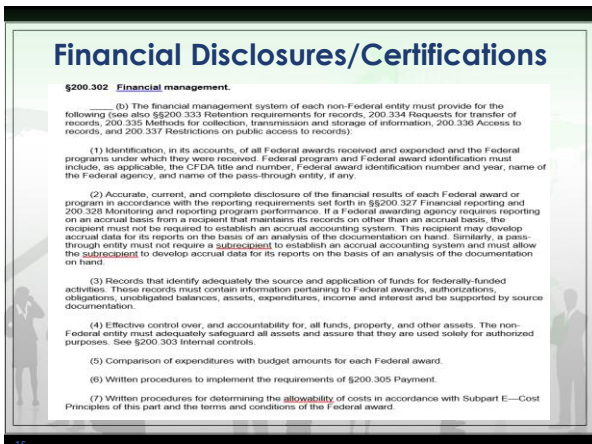 Financial Disclosures/Certifications
§200.302 Financial management.
____ (b) The financial management system of each non-Federal entity must provide for the
following (see also §§200.333 Retention requirements for records, 200.334 Requests for transfer of
records, 200.335 Methods for collection, transmission and storage of information, 200.336 Access to
records, and 200.337 Restrictions on public access to records):
(1) Identification, in its accounts, of all Federal awards received and expended and the Federal
programs under which they were received. Federal program and Federal award identification must
include, as applicable, the CFDA title and number, Federal award identification number and year, name of
the Federal agency, and name of the pass-through entity, if any.
(2) Accurate, current, and complete disclosure of the financial results of each Federal award or
program in accordance with the reporting requirements set forth in §§200.327 Financial reporting and
200.328 Monitoring and reporting program performance. If a Federal awarding agency requires reporting
on an accrual basis from a recipient that maintains its records on other than an accrual basis, the
recipient must not be required to establish an accrual accounting system. This recipient may develop
accrual data for its reports on the basis of an analysis of the documentation on hand. Similarly, a pass-
through entity must not require a subrecipient to establish an accrual accounting system and must allow
the subrecipient to develop accrual data for its reports on the basis of an analysis of the documentation
on hand.
(3) Records that identify adequately the source and application of funds for federally-funded
activities. These records must contain information pertaining to Federal awards, authorizations,
obligations, unobligated balances, assets, expenditures, income and interest and be supported by source
documentation.
(4) Effective control over, and accountability for, all funds, property, and other assets. The non-
Federal entity must adequately safeguard all assets and assure that they are used solely for authorized
purposes. See §200.303 Internal controls.
(5) Comparison of expenditures with budget amounts for each Federal award.
(6) Written procedures to implement the requirements of §200.305 Payment.
(7) Written procedures for determining the allowability of costs in accordance with Subpart E—Cost
Principles of this part and the terms and conditions of the Federal award.
15